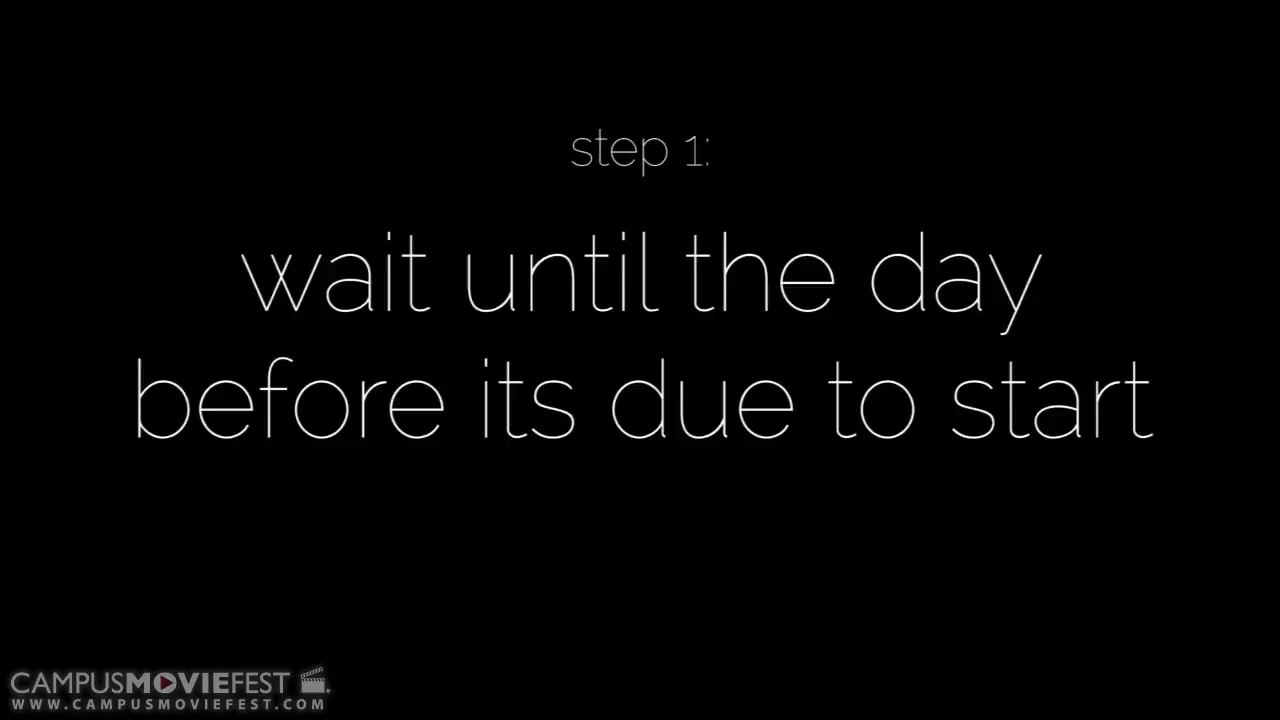 step 1:
wait until the day
before its due to start
CAMPUSMOVIEFEST
WWW.CAMPUSMOVIEFEST.COM